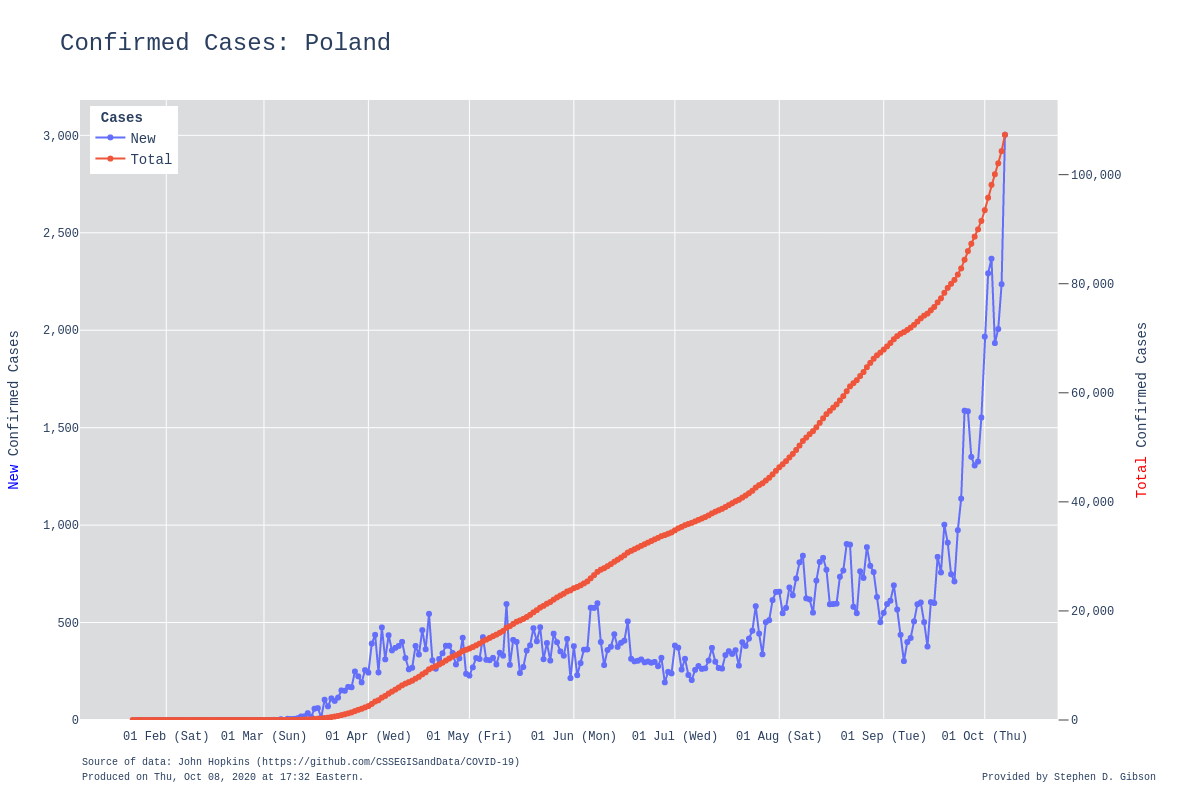 Confirmed Cases: Poland
Cases
New
Total
3,000
2,500
2,000
1,500
1,000
500
0
New Confirmed Cases
100,000
80,000
60,000
40,000
20,000
0
Total Confirmed Cases
01 Feb (Sat) 01 Mar (Sun) 01 Apr (Wed) 01 May (Fri) 01 Jun (Mon) 01 Jul (Wed) 01 Aug (Sat) 01 Sep (Tue) 01 Oct (Thu)
Source of data: John Hopkins (https://github.com/CSSEGISandData/COVID-19)
Produced on Thu, Oct 08, 2020 at 17:32 Eastern.
Provided by Stephen D. Gibson